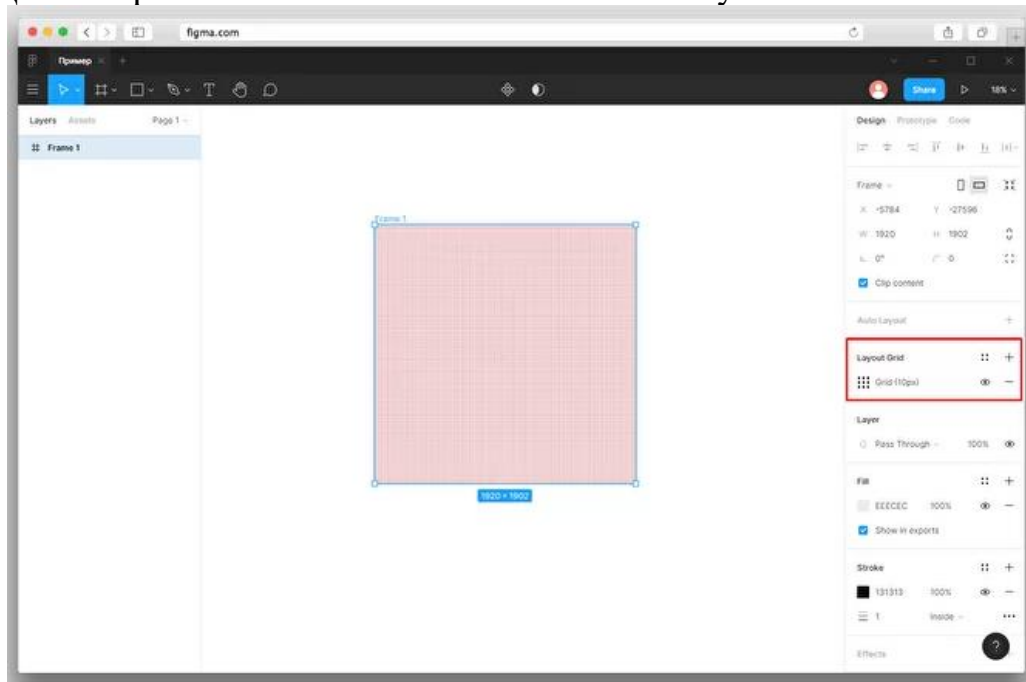 figma.com
Пример
Share
18%
Layers Assets Page 1
Frame 1
Design Prototype Code
Frame
X -5784 Y -27596
W 1920 H 1902
0° 0
Clip content
Auto Layout
Layout Grid
Grid (10px)
Layer
Pass Through 100%
Fill
EEECEC 100%
Show in exports
Stroke
131313 100%
1 Inside
Effects
?
Frame 1
1920 × 1902